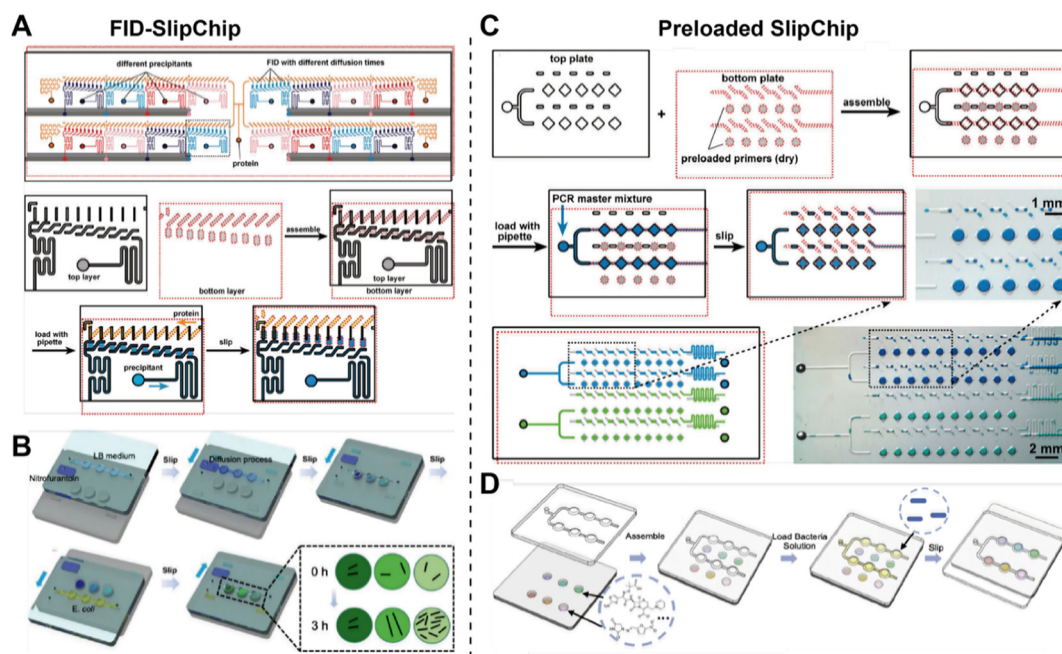 A FID-SlipChip
different precipitants
FID with different diffusion times
protein
top layer
bottom layer
assemble
top layer
bottom layer
load with
pipette
protein
precipitant
slip
B
LB medium
Nitrofurantoin
Slip
Diffusion process
Slip
Slip
E. coli
Slip
0 h
3 h
C Preloaded SlipChip
top plate
+
bottom plate
preloaded primers (dry)
assemble
load with
pipette
PCR master mixture
slip
1 mm
2 mm
D
Assemble
Load Bacteria
Solution
Slip
...